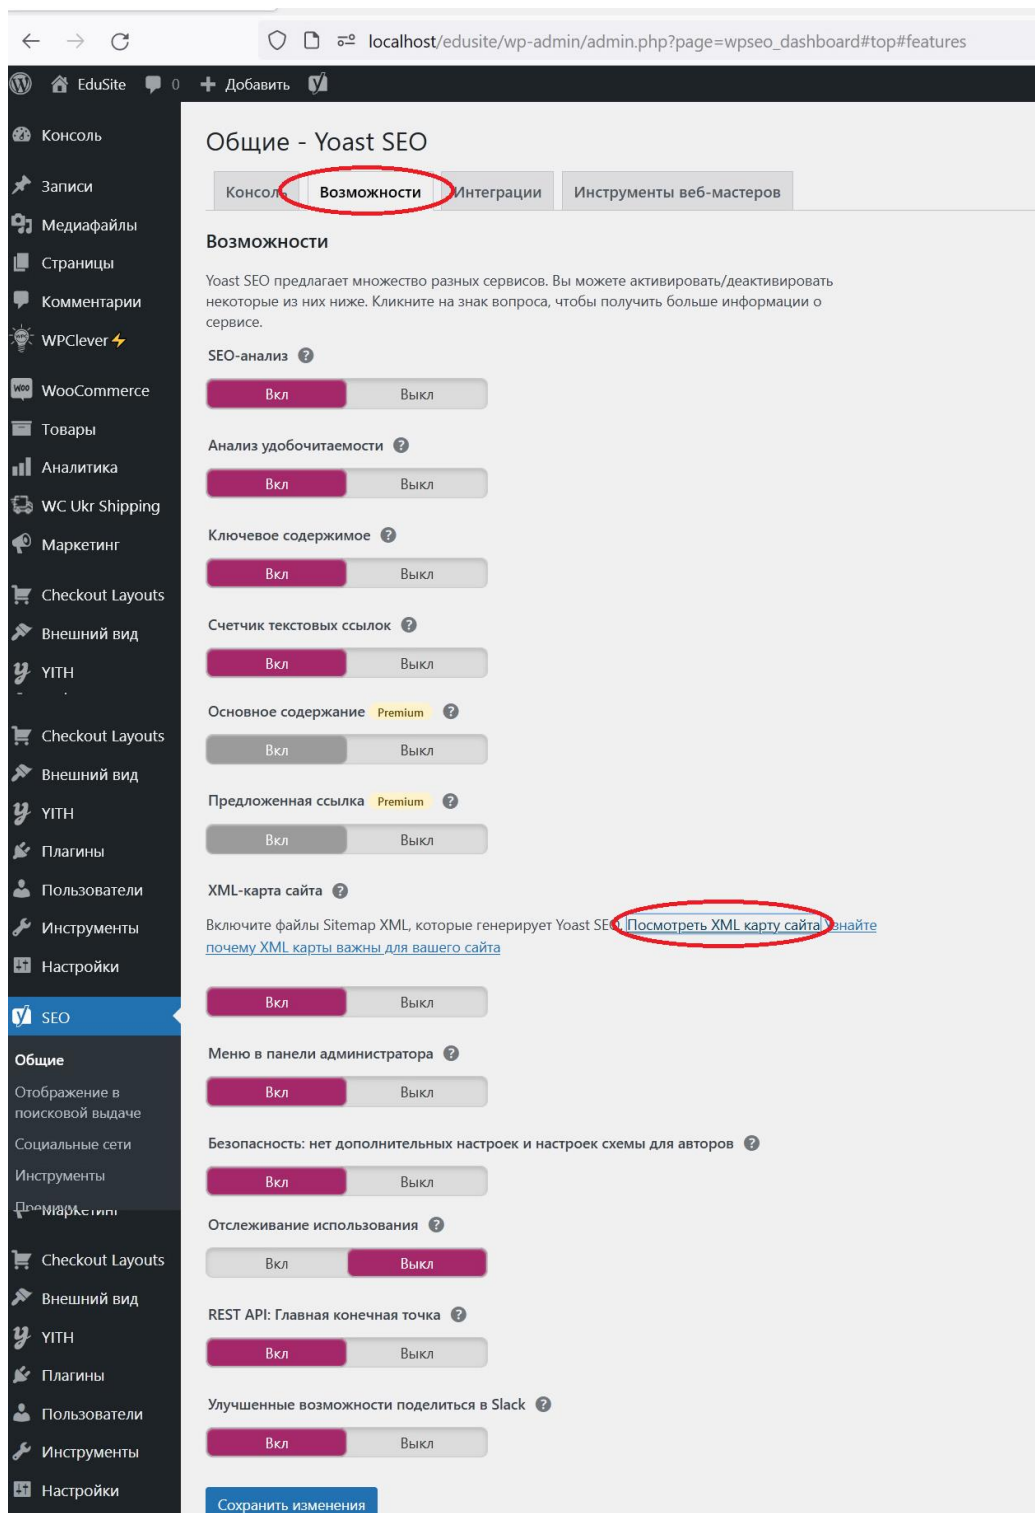 localhost/edusite/wp-admin/admin.php?page=wpseo_dashboard#top#features
EduSite 0 Добавить
Консоль
Записи
Медиафайлы
Страницы
Комментарии
WPClever
WooCommerce
Товары
Аналитика
WC Ukr Shipping
Маркетинг
Checkout Layouts
Внешний вид
YITH
Checkout Layouts
Внешний вид
YITH
Плагины
Пользователи
Инструменты
Настройки
SEO
Общие
Отображение в
поисковой выдаче
Социальные сети
Инструменты
Премиум
Маркетинг
Checkout Layouts
Внешний вид
YITH
Плагины
Пользователи
Инструменты
Настройки
Общие - Yoast SEO
Консоль Возможности Интеграции Инструменты веб-мастеров
Возможности
Yoast SEO предлагает множество разных сервисов. Вы можете активировать/деактивировать
некоторые из них ниже. Кликните на знак вопроса, чтобы получить больше информации о
сервисе.
SEO-анализ
Вкл Выкл
Анализ удобочитаемости
Вкл Выкл
Ключевое содержимое
Вкл Выкл
Счетчик текстовых ссылок
Вкл Выкл
Основное содержание Premium
Вкл Выкл
Предложенная ссылка Premium
Вкл Выкл
XML-карта сайта
Включите файлы Sitemap XML, которые генерирует Yoast SEO. Посмотреть XML карту сайта Узнайте
почему XML карты важны для вашего сайта
Вкл Выкл
Меню в панели администратора
Вкл Выкл
Безопасность: нет дополнительных настроек и настроек схемы для авторов
Вкл Выкл
Отслеживание использования
Вкл Выкл
REST API: Главная конечная точка
Вкл Выкл
Улучшенные возможности поделиться в Slack
Вкл Выкл
Сохранить изменения